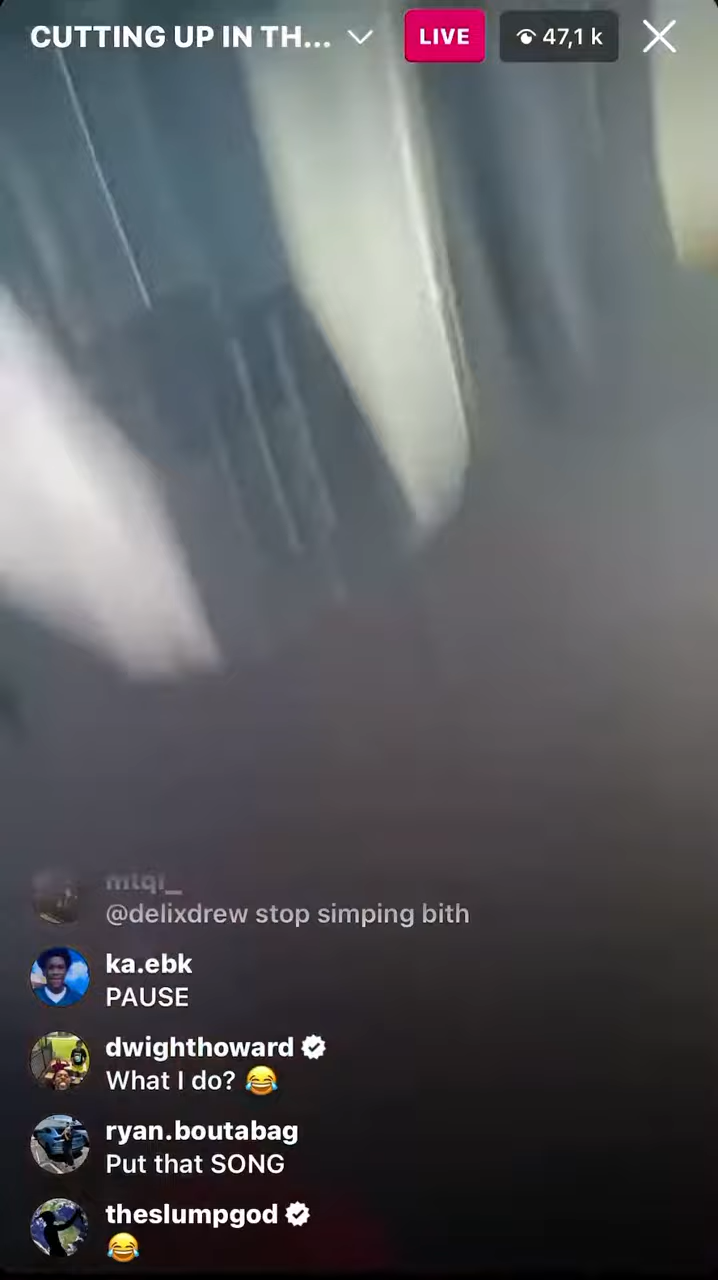 CUTTING UP IN TH...
LIVE
47,1 k
mtql_
@delixdrew stop simping bith
ka.ebk
PAUSE
dwighthoward
What I do? 😂
ryan.boutabag
Put that SONG
theslumpgod
😂